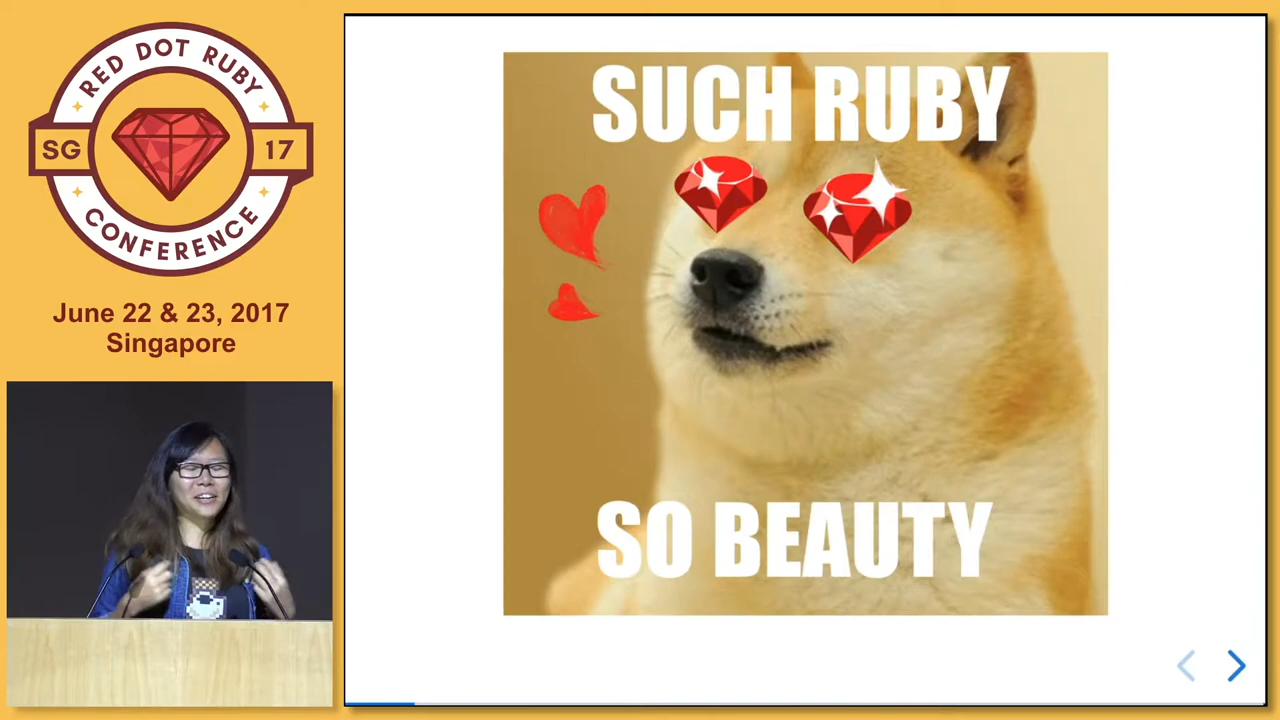 RED DOT RUBY
SG 17
CONFERENCE
June 22 & 23, 2017
Singapore
SUCH RUBY
SO BEAUTY